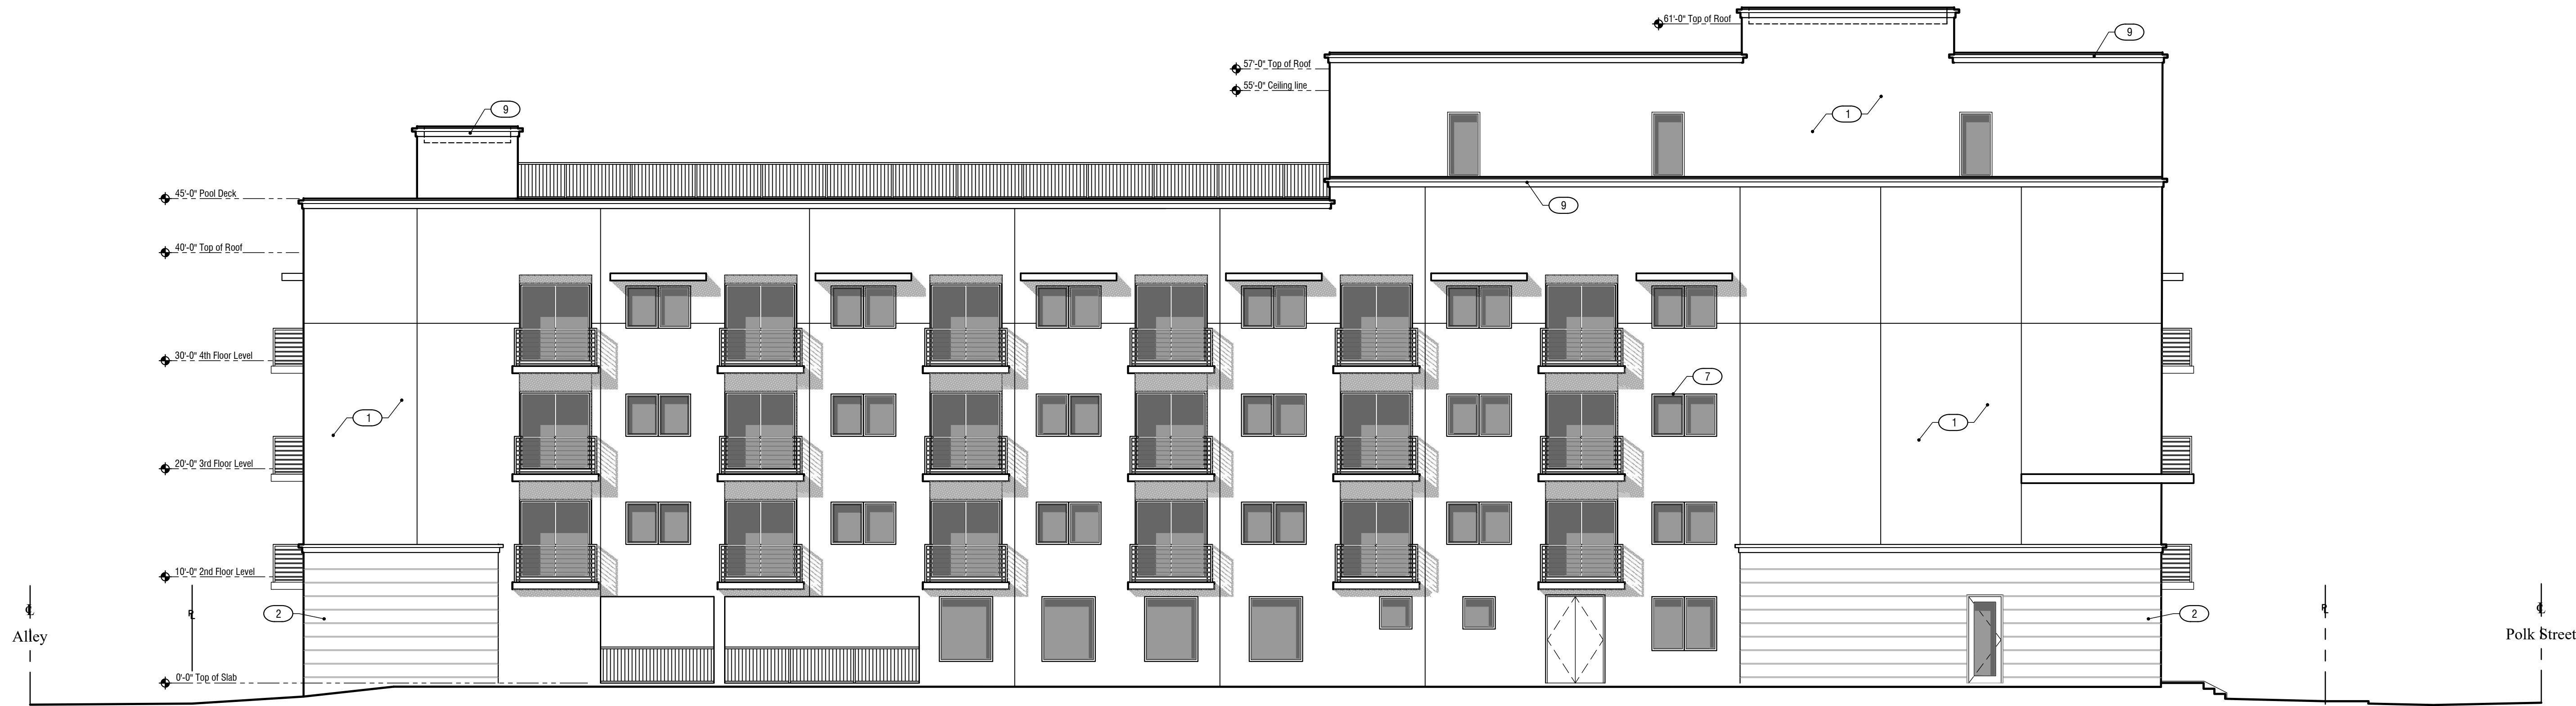 61'-0" Top of Roof
9
57'-0" Top of Roof
55'-0" Ceiling line
9
1
45'-0" Pool Deck
9
40'-0" Top of Roof
30'-0" 4th Floor Level
7
1
1
20'-0" 3rd Floor Level
10'-0" 2nd Floor Level
2
2
℄
Alley
PL
PL
℄
Polk Street
0'-0" Top of Slab